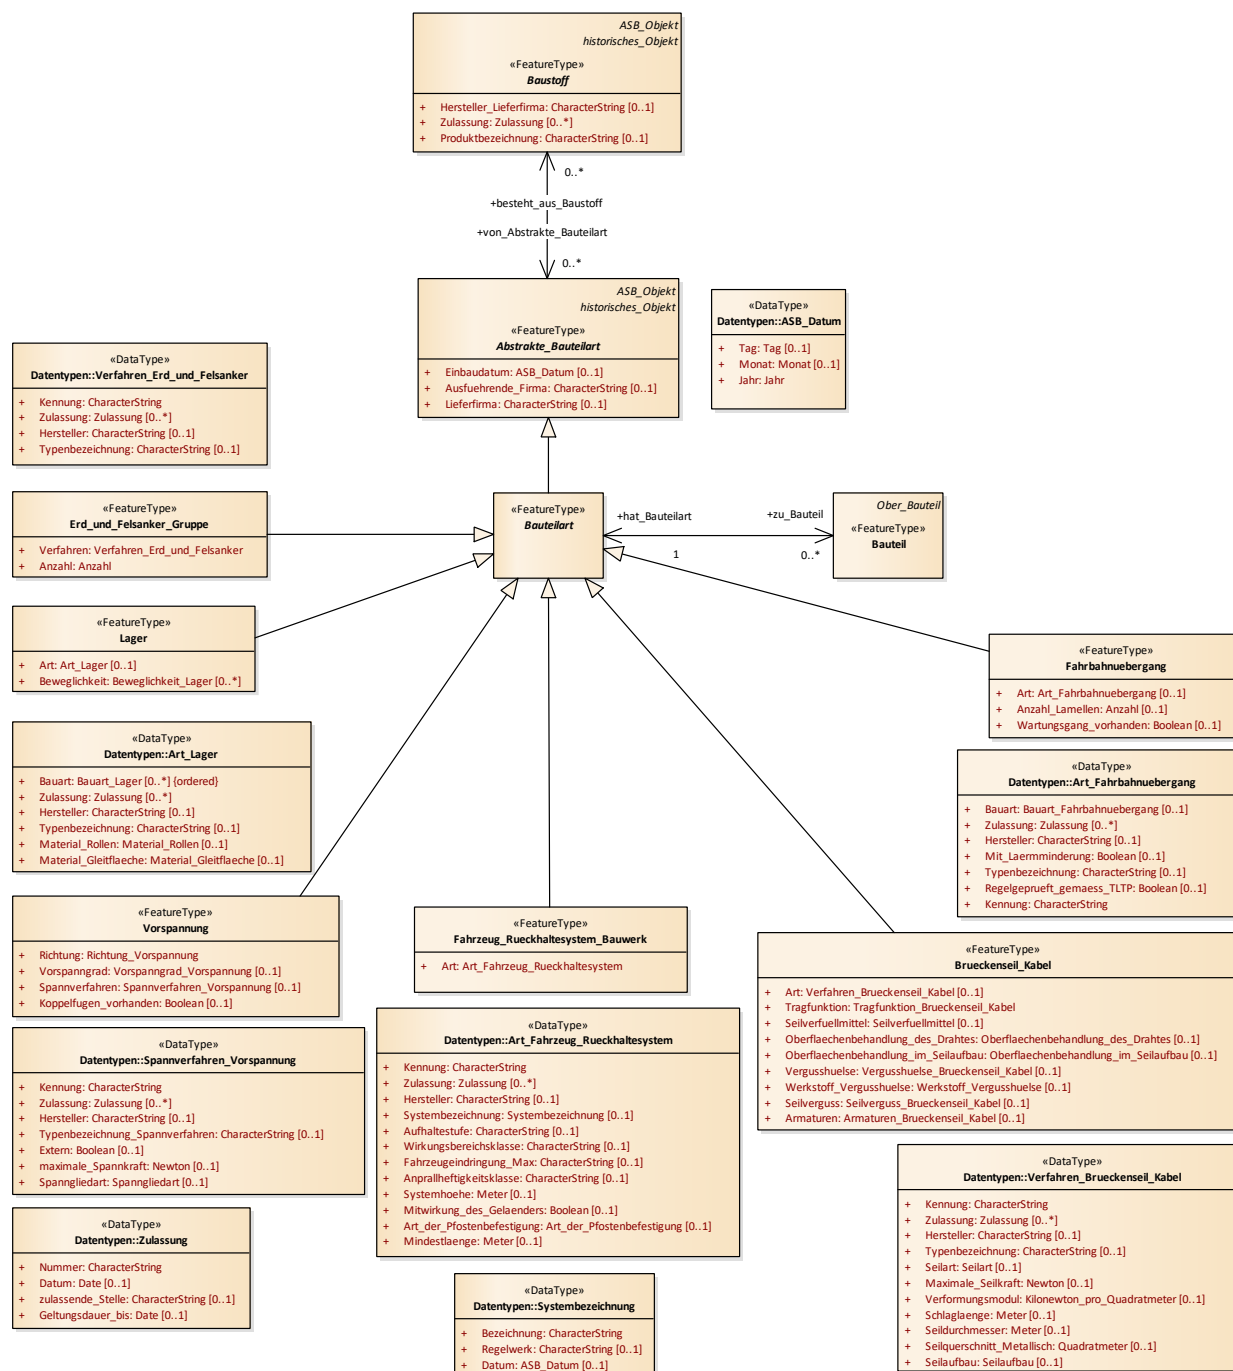 ASB_Objekt
historisches_Objekt
«FeatureType»
Baustoff
+ Hersteller_Lieferfirma: CharacterString [0..1]
+ Zulassung: Zulassung [0..*]
+ Produktbezeichnung: CharacterString [0..1]
0..*
+besteht_aus_Baustoff
+von_Abstrakte_Bauteilart
0..*
ASB_Objekt
historisches_Objekt
«FeatureType»
Abstrakte_Bauteilart
+ Einbaudatum: ASB_Datum [0..1]
+ Ausfuehrende_Firma: CharacterString [0..1]
+ Lieferfirma: CharacterString [0..1]
«DataType»
Datentypen::ASB_Datum
+ Tag: Tag [0..1]
+ Monat: Monat [0..1]
+ Jahr: Jahr
«DataType»
Datentypen::Verfahren_Erd_und_Felsanker
+ Kennung: CharacterString
+ Zulassung: Zulassung [0..*]
+ Hersteller: CharacterString [0..1]
+ Typenbezeichnung: CharacterString [0..1]
«FeatureType»
Erd_und_Felsanker_Gruppe
+ Verfahren: Verfahren_Erd_und_Felsanker
+ Anzahl: Anzahl
«FeatureType»
Bauteilart
+hat_Bauteilart
1
+zu_Bauteil
0..*
Ober_Bauteil
«FeatureType»
Bauteil
«FeatureType»
Lager
+ Art: Art_Lager [0..1]
+ Beweglichkeit: Beweglichkeit_Lager [0..*]
«FeatureType»
Fahrbahnuebergang
+ Art: Art_Fahrbahnuebergang [0..1]
+ Anzahl_Lamellen: Anzahl [0..1]
+ Wartungsgang_vorhanden: Boolean [0..1]
«DataType»
Datentypen::Art_Lager
+ Bauart: Bauart_Lager [0..*] {ordered}
+ Zulassung: Zulassung [0..*]
+ Hersteller: CharacterString [0..1]
+ Typenbezeichnung: CharacterString [0..1]
+ Material_Rollen: Material_Rollen [0..1]
+ Material_Gleitflaeche: Material_Gleitflaeche [0..1]
«DataType»
Datentypen::Art_Fahrbahnuebergang
+ Bauart: Bauart_Fahrbahnuebergang [0..1]
+ Zulassung: Zulassung [0..*]
+ Hersteller: CharacterString [0..1]
+ Mit_Laermminderung: Boolean [0..1]
+ Typenbezeichnung: CharacterString [0..1]
+ Regelgeprueft_gemaess_TLTP: Boolean [0..1]
+ Kennung: CharacterString
«FeatureType»
Vorspannung
+ Richtung: Richtung_Vorspannung
+ Vorspanngrad: Vorspanngrad_Vorspannung [0..1]
+ Spannverfahren: Spannverfahren_Vorspannung [0..1]
+ Koppelfugen_vorhanden: Boolean [0..1]
«FeatureType»
Fahrzeug_Rueckhaltesystem_Bauwerk
+ Art: Art_Fahrzeug_Rueckhaltesystem
«FeatureType»
Brueckenseil_Kabel
+ Art: Verfahren_Brueckenseil_Kabel [0..1]
+ Tragfunktion: Tragfunktion_Brueckenseil_Kabel
+ Seilverfuellmittel: Seilverfuellmittel [0..1]
+ Oberflaechenbehandlung_des_Drahtes: Oberflaechenbehandlung_des_Drahtes [0..1]
+ Oberflaechenbehandlung_im_Seilaufbau: Oberflaechenbehandlung_im_Seilaufbau [0..1]
+ Vergusshuelse: Vergusshuelse_Brueckenseil_Kabel [0..1]
+ Werkstoff_Vergusshuelse: Werkstoff_Vergusshuelse [0..1]
+ Seilverguss: Seilverguss_Brueckenseil_Kabel [0..1]
+ Armaturen: Armaturen_Brueckenseil_Kabel [0..1]
«DataType»
Datentypen::Spannverfahren_Vorspannung
+ Kennung: CharacterString
+ Zulassung: Zulassung [0..*]
+ Hersteller: CharacterString [0..1]
+ Typenbezeichnung_Spannverfahren: CharacterString [0..1]
+ Extern: Boolean [0..1]
+ maximale_Spannkraft: Newton [0..1]
+ Spanngliedart: Spanngliedart [0..1]
«DataType»
Datentypen::Art_Fahrzeug_Rueckhaltesystem
+ Kennung: CharacterString
+ Zulassung: Zulassung [0..*]
+ Hersteller: CharacterString [0..1]
+ Systembezeichnung: Systembezeichnung [0..1]
+ Aufhaltestufe: CharacterString [0..1]
+ Wirkungsbereichsklasse: CharacterString [0..1]
+ Fahrzeugeindringung_Max: CharacterString [0..1]
+ Anprallheftigkeitsklasse: CharacterString [0..1]
+ Systemhoehe: Meter [0..1]
+ Mitwirkung_des_Gelaenders: Boolean [0..1]
+ Art_der_Pfostenbefestigung: Art_der_Pfostenbefestigung [0..1]
+ Mindestlaenge: Meter [0..1]
«DataType»
Datentypen::Zulassung
+ Nummer: CharacterString
+ Datum: Date [0..1]
+ zulassende_Stelle: CharacterString [0..1]
+ Geltungsdauer_bis: Date [0..1]
«DataType»
Datentypen::Verfahren_Brueckenseil_Kabel
+ Kennung: CharacterString
+ Zulassung: Zulassung [0..*]
+ Hersteller: CharacterString [0..1]
+ Typenbezeichnung: CharacterString [0..1]
+ Seilart: Seilart [0..1]
+ Maximale_Seilkraft: Newton [0..1]
+ Verformungsmodul: Kilonewton_pro_Quadratmeter [0..1]
+ Schlaglaenge: Meter [0..1]
+ Seildurchmesser: Meter [0..1]
+ Seilquerschnitt_Metallisch: Quadratmeter [0..1]
+ Seilaufbau: Seilaufbau [0..1]
«DataType»
Datentypen::Systembezeichnung
+ Bezeichnung: CharacterString
+ Regelwerk: CharacterString [0..1]
+ Datum: ASB_Datum [0..1]